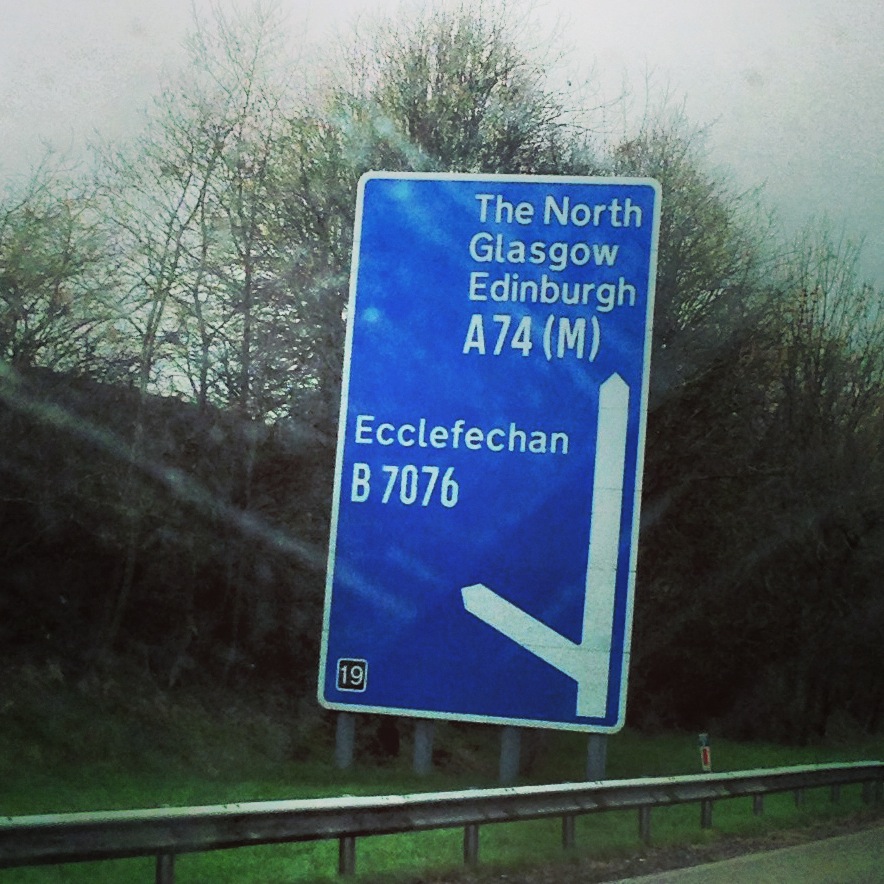 The North
Glasgow
Edinburgh
A74 (M)
Ecclefechan
B 7076
19